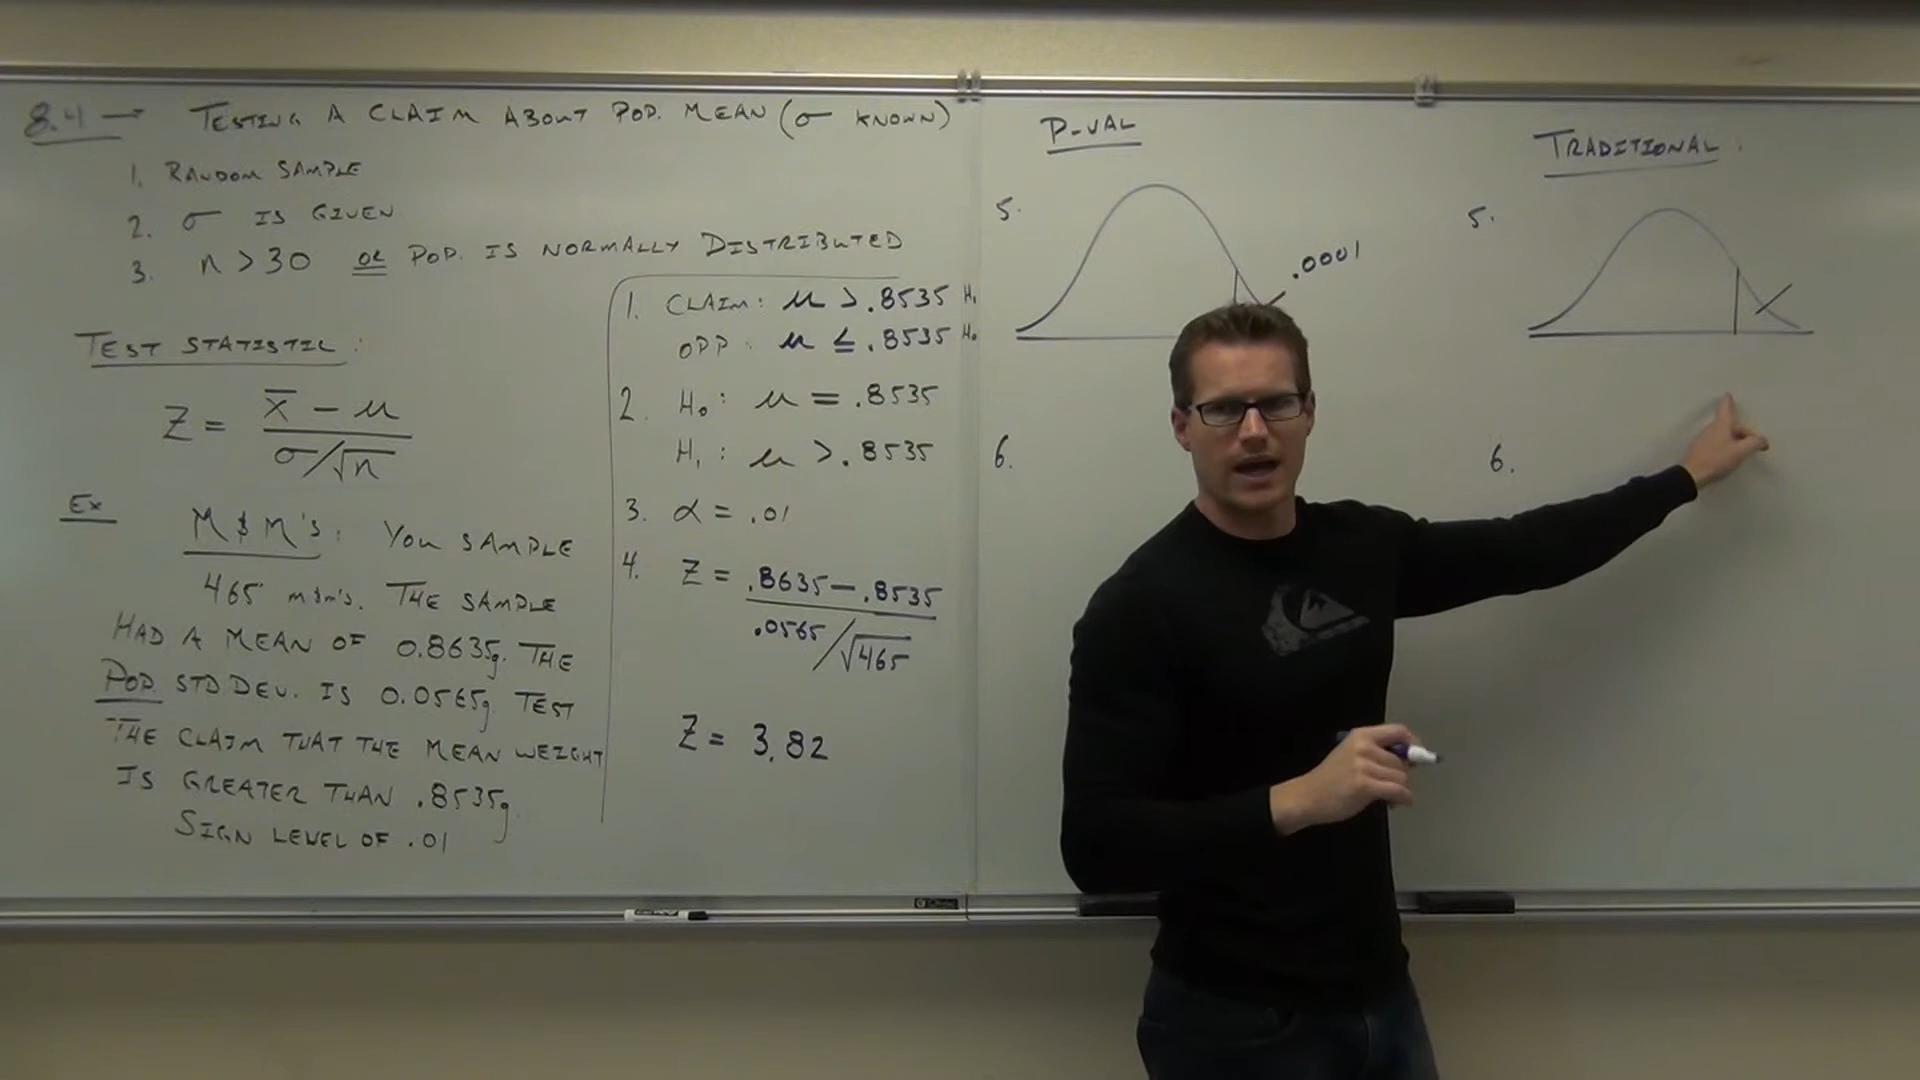 8.4 → TESTING A CLAIM ABOUT POP. MEAN (σ KNOWN)
1. RANDOM SAMPLE
2. σ IS GIVEN
3. n > 30 OR POP. IS NORMALLY DISTRIBUTED
TEST STATISTIC:
Z = (x̄ − μ) / (σ/√n)
EX
M&M'S: YOU SAMPLE
465 m&m's. THE SAMPLE
HAD A MEAN OF 0.8635g. THE
POP. STD DEV. IS 0.0565g TEST
THE CLAIM THAT THE MEAN WEIGHT
IS GREATER THAN .8535g.
SIGN LEVEL OF .01
1. CLAIM: μ > .8535 H₁
OPP: μ ≤ .8535 H₀
2. H₀: μ = .8535
H₁: μ > .8535
3. α = .01
4. Z = (.8635 − .8535) / (.0565/√465)
Z = 3.82
P-VAL
5.
.0001
6.
TRADITIONAL:
5.
6.